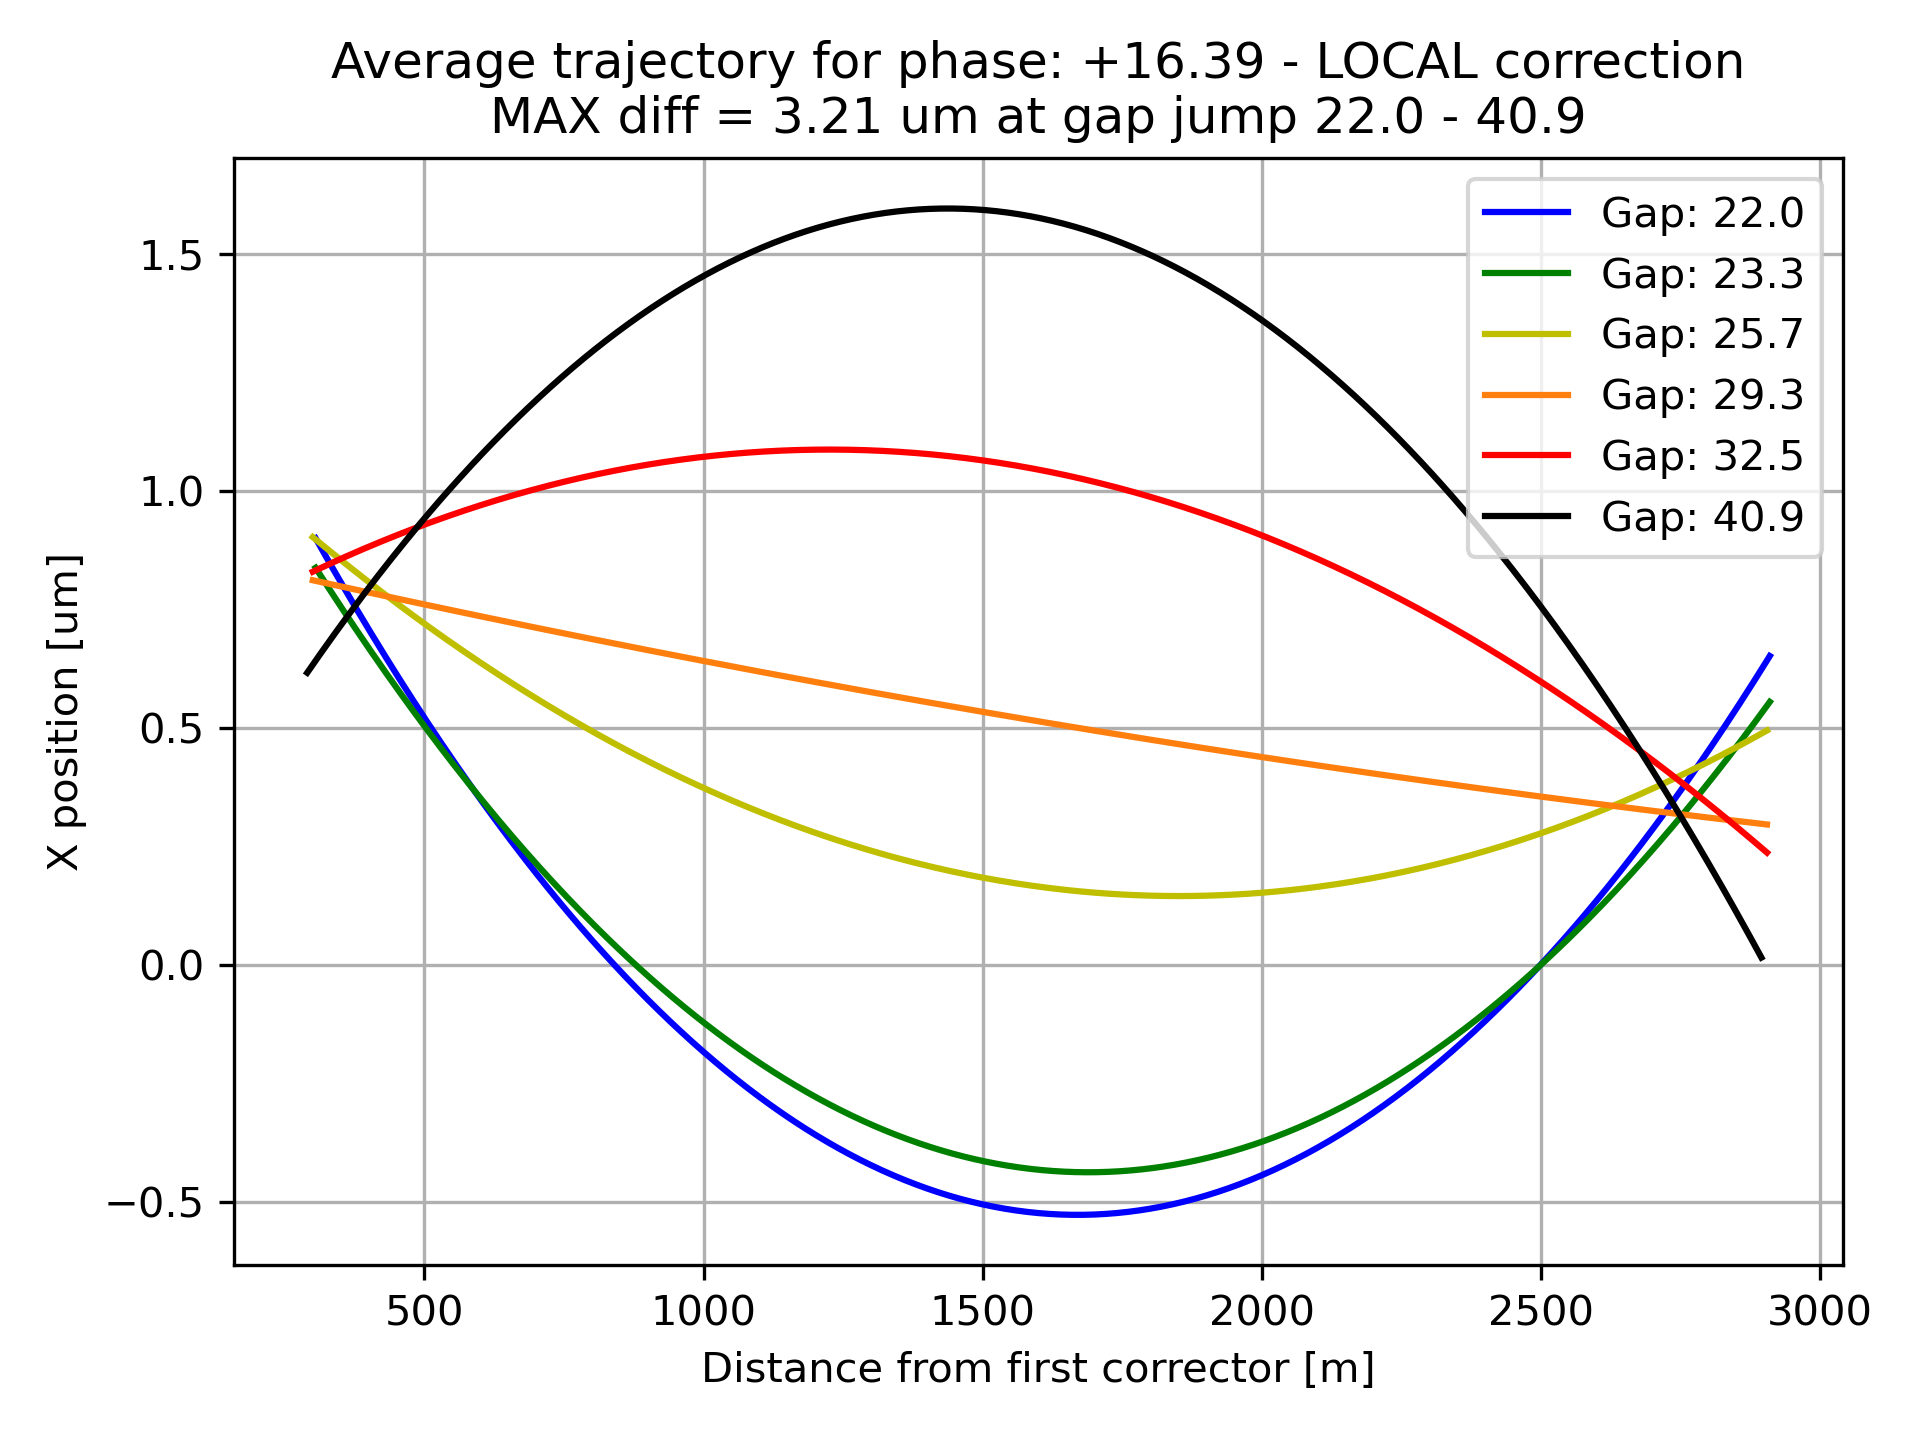 Average trajectory for phase: +16.39 - LOCAL correction
MAX diff = 3.21 um at gap jump 22.0 - 40.9
Gap: 22.0
Gap: 23.3
Gap: 25.7
Gap: 29.3
Gap: 32.5
Gap: 40.9
X position [um]
1.5
1.0
0.5
0.0
−0.5
500 1000 1500 2000 2500 3000
Distance from first corrector [m]